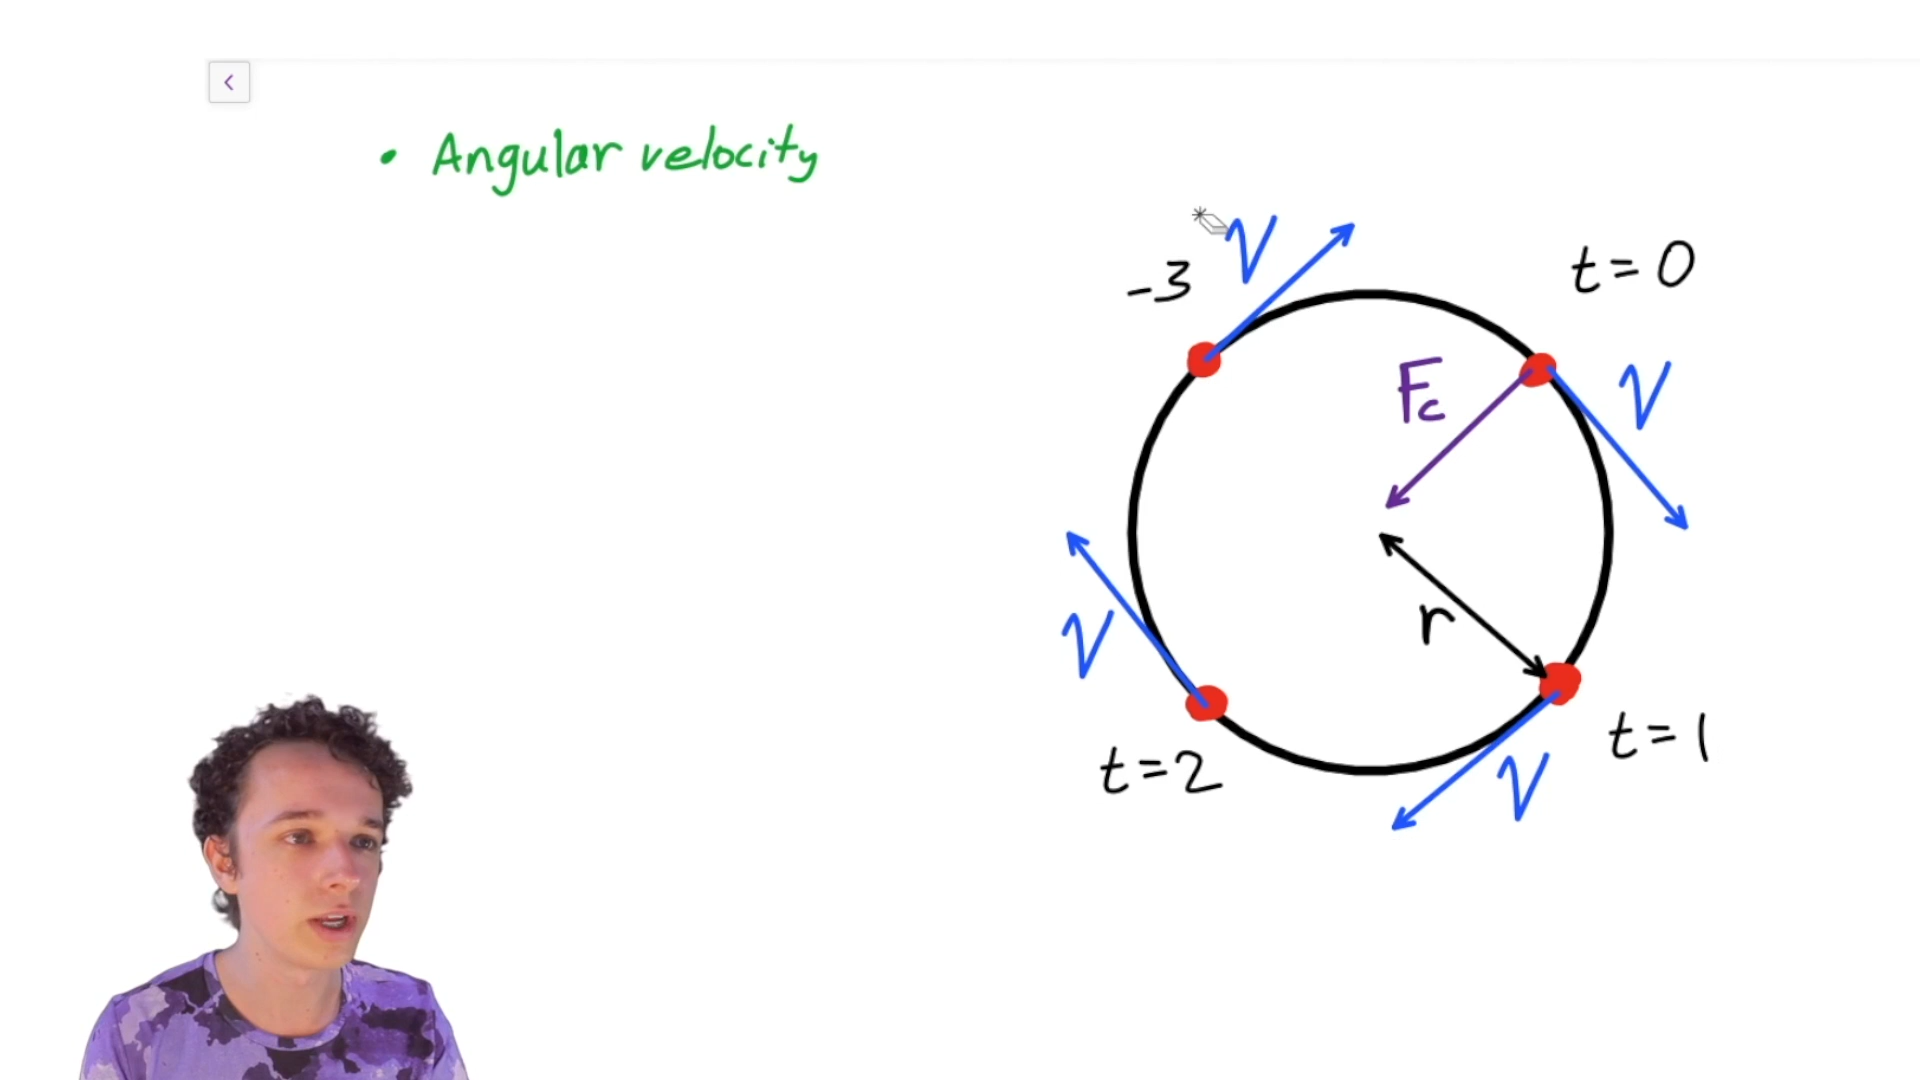 • Angular velocity
V
t = 0
-3
Fc
V
r
V
t = 1
t = 2
V